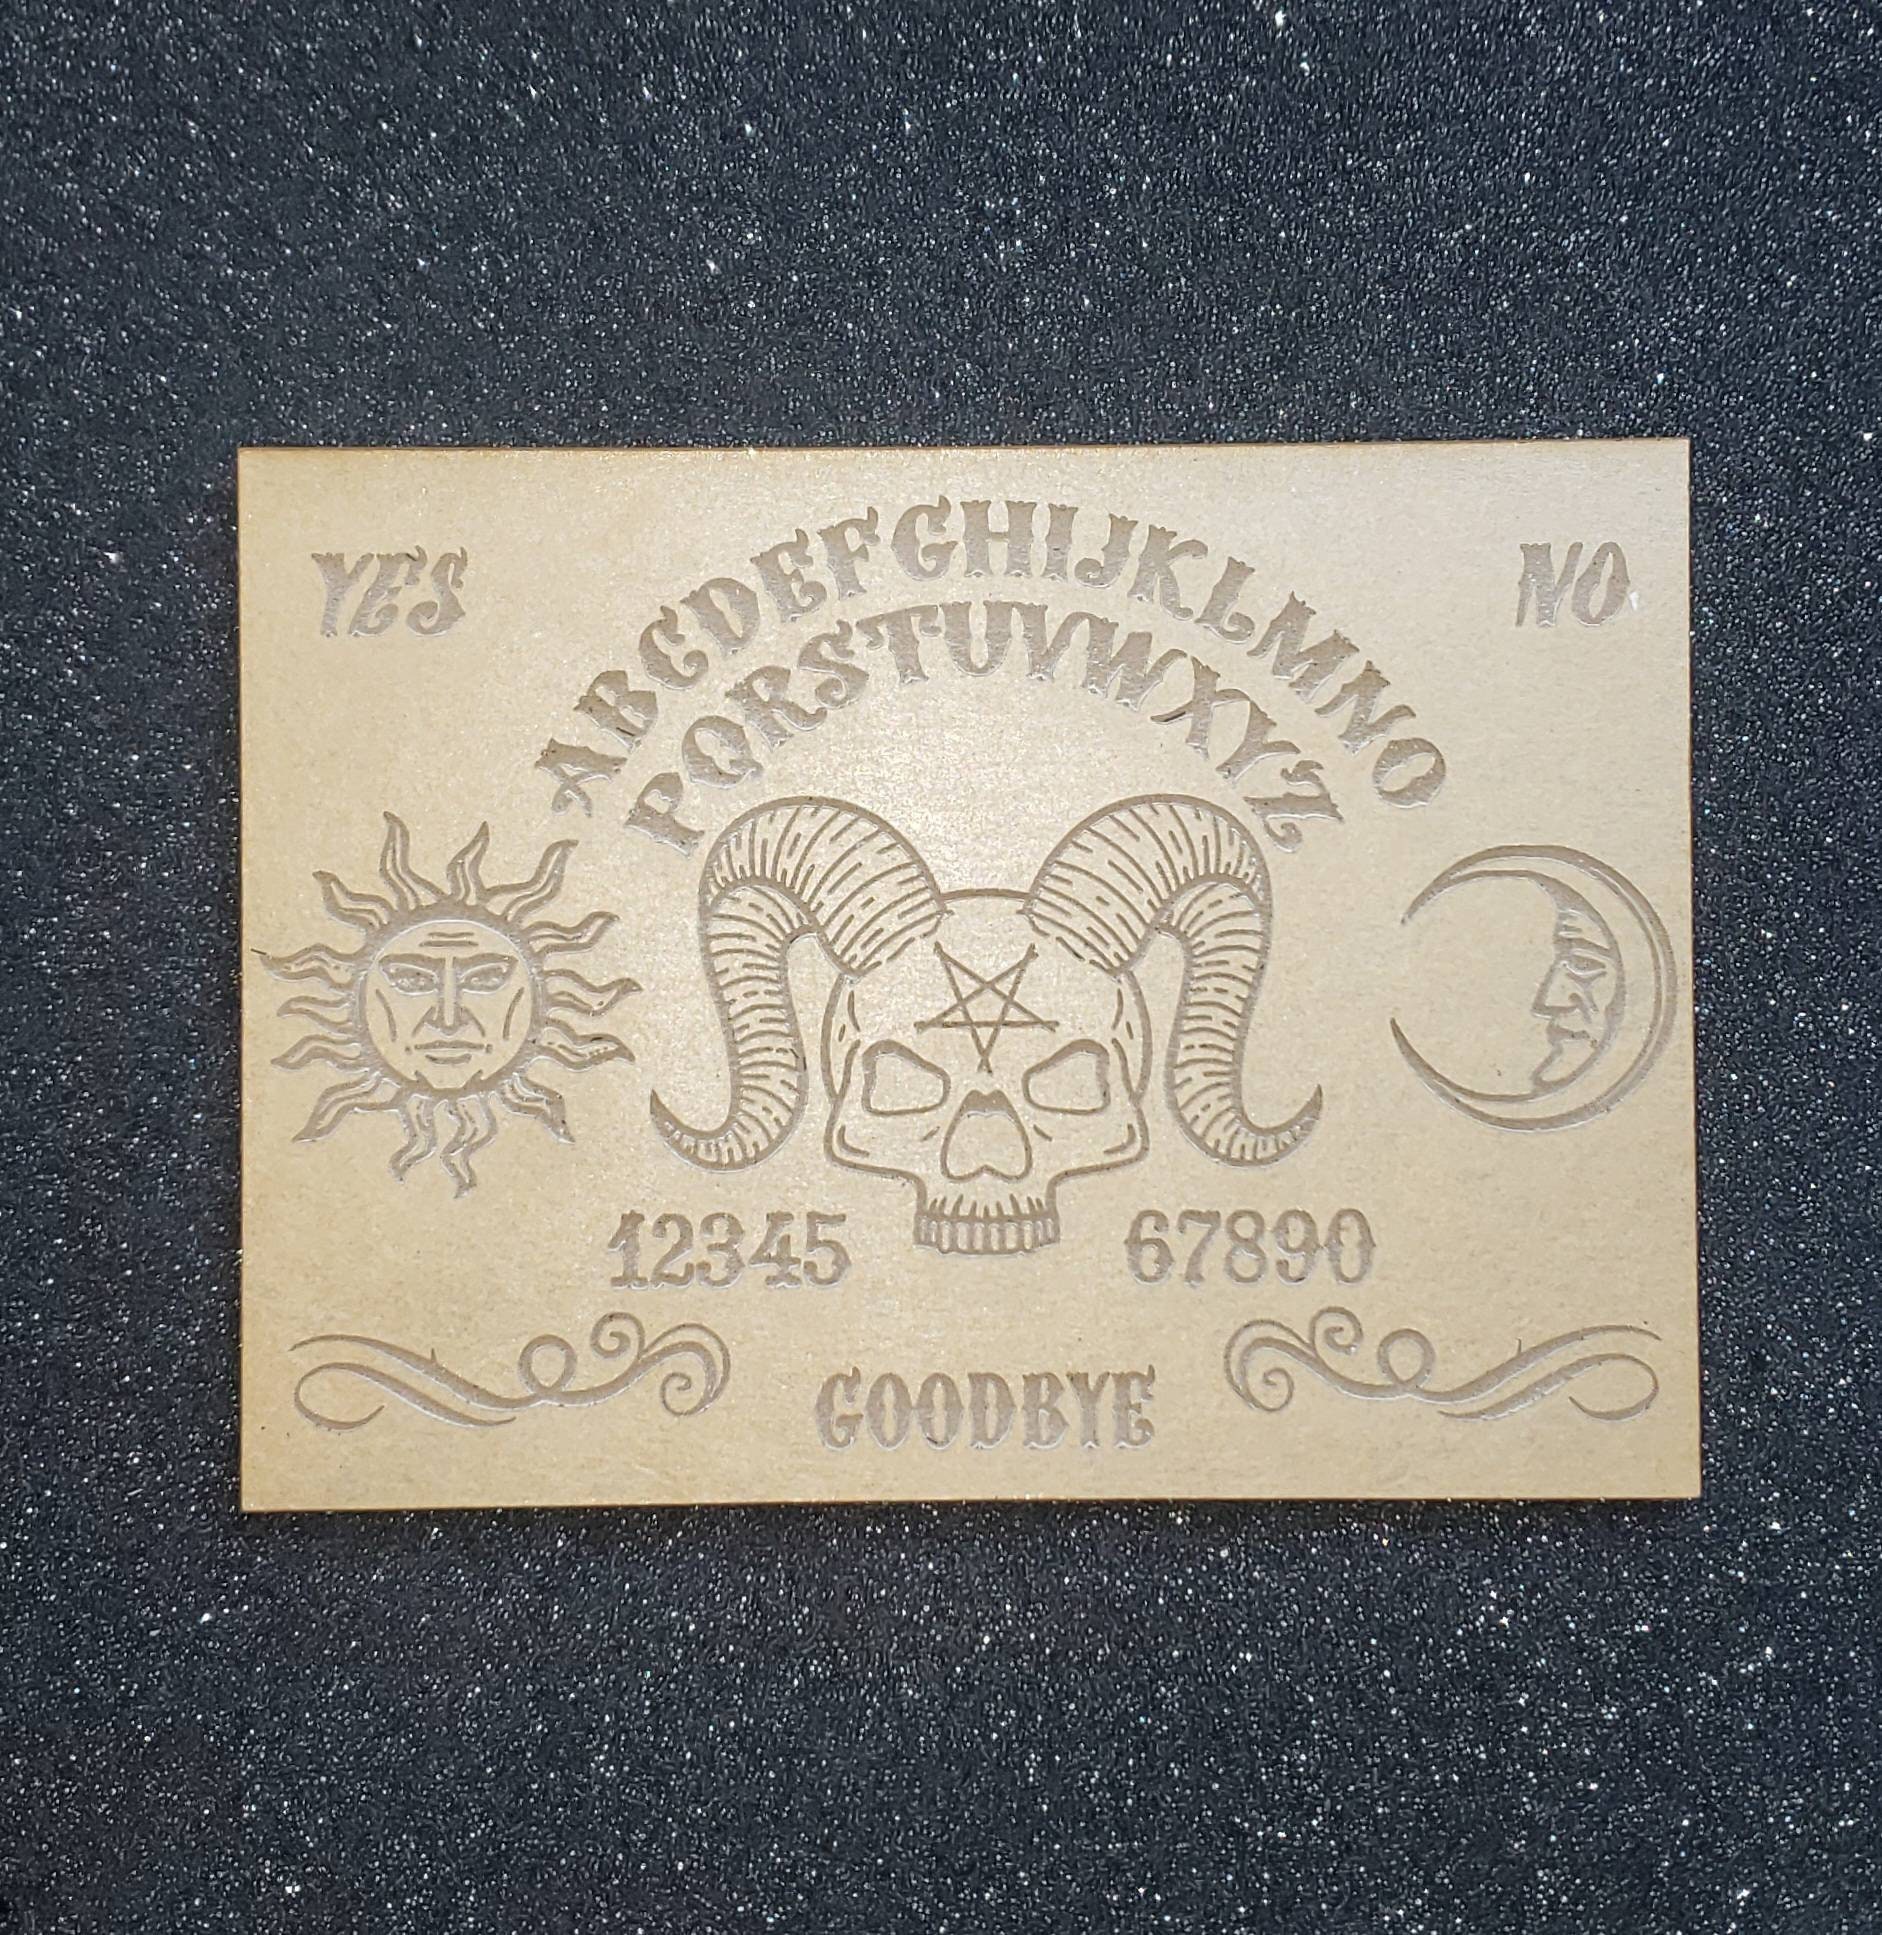 YES
NO
ABCDEFGHIJKLMNO
PQRSTUVWXYZ
12345
67890
GOODBYE